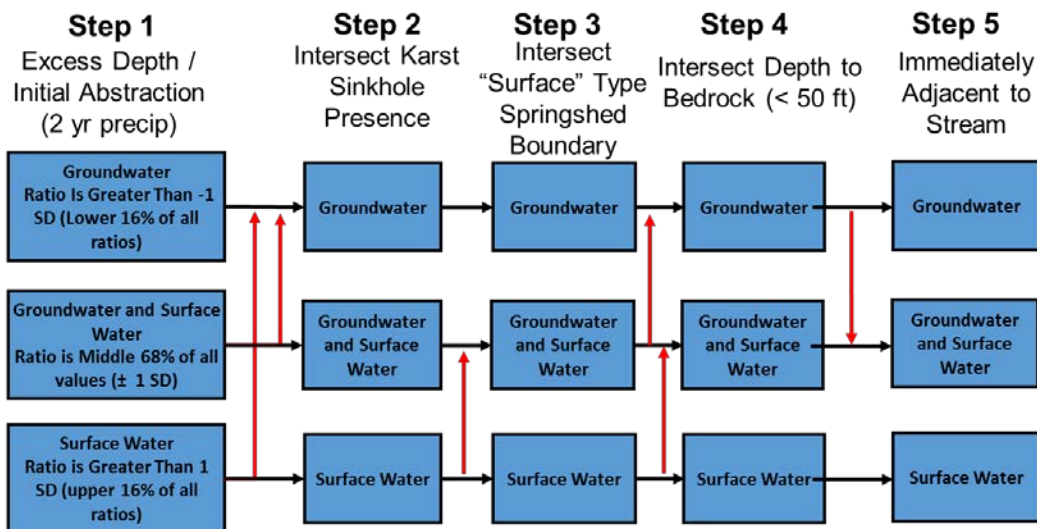 Step 1
Excess Depth /
Initial Abstraction
(2 yr precip)
Step 2
Intersect Karst
Sinkhole
Presence
Step 3
Intersect
“Surface” Type
Springshed
Boundary
Step 4
Intersect Depth to
Bedrock (< 50 ft)
Step 5
Immediately
Adjacent to
Stream
Groundwater
Ratio Is Greater Than -1
SD (Lower 16% of all
ratios)
Groundwater
Groundwater
Groundwater
Groundwater
Groundwater and Surface
Water
Ratio is Middle 68% of all
values (± 1 SD)
Groundwater
and Surface
Water
Groundwater
and Surface
Water
Groundwater
and Surface
Water
Groundwater
and Surface
Water
Surface Water
Ratio is Greater Than 1
SD (upper 16% of all
ratios)
Surface Water
Surface Water
Surface Water
Surface Water